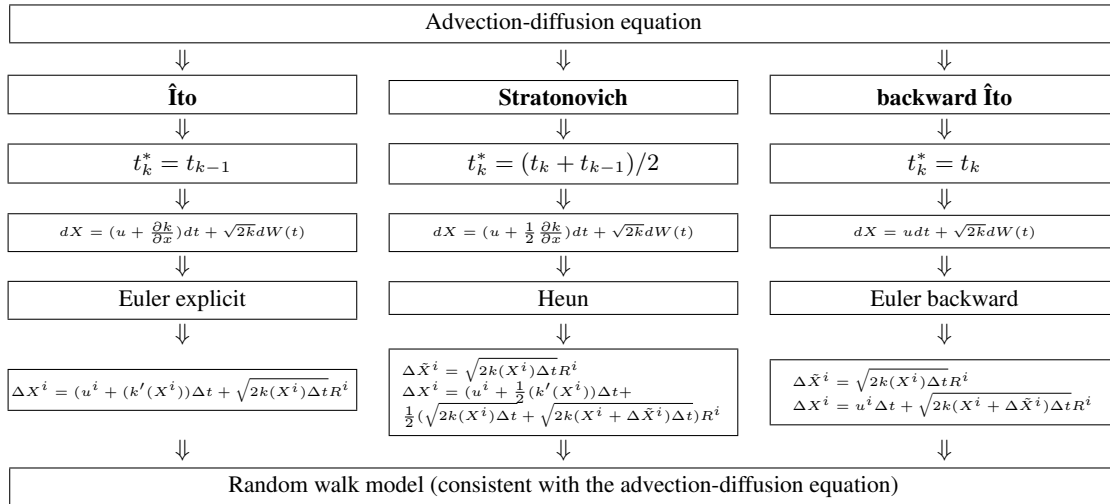 Advection-diffusion equation
⇓ ⇓ ⇓
Îto Stratonovich backward Îto
⇓ ⇓ ⇓
t*_k = t_{k−1} t*_k = (t_k + t_{k−1})/2 t*_k = t_k
⇓ ⇓ ⇓
dX = (u + ∂k/∂x)dt + √(2k)dW(t) dX = (u + 1/2 ∂k/∂x)dt + √(2k)dW(t) dX = udt + √(2k)dW(t)
⇓ ⇓ ⇓
Euler explicit Heun Euler backward
⇓ ⇓ ⇓
ΔX^i = (u^i + (k′(X^i))Δt + √(2k(X^i)Δt)R^i
ΔX̃^i = √(2k(X^i)Δt)R^i
ΔX^i = (u^i + 1/2(k′(X^i))Δt+
1/2(√(2k(X^i)Δt) + √(2k(X^i + ΔX̃^i)Δt))R^i
ΔX̃^i = √(2k(X^i)Δt)R^i
ΔX^i = u^iΔt + √(2k(X^i + ΔX̃^i)Δt)R^i
⇓ ⇓ ⇓
Random walk model (consistent with the advection-diffusion equation)